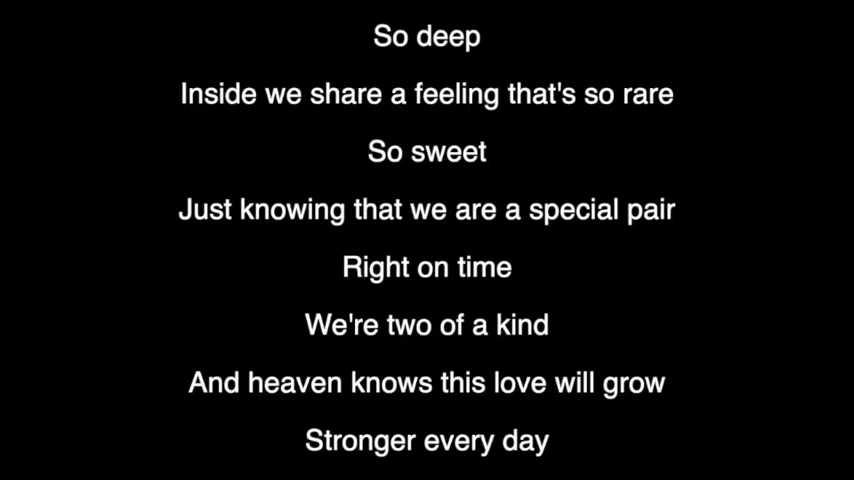 So deep
Inside we share a feeling that's so rare
So sweet
Just knowing that we are a special pair
Right on time
We're two of a kind
And heaven knows this love will grow
Stronger every day